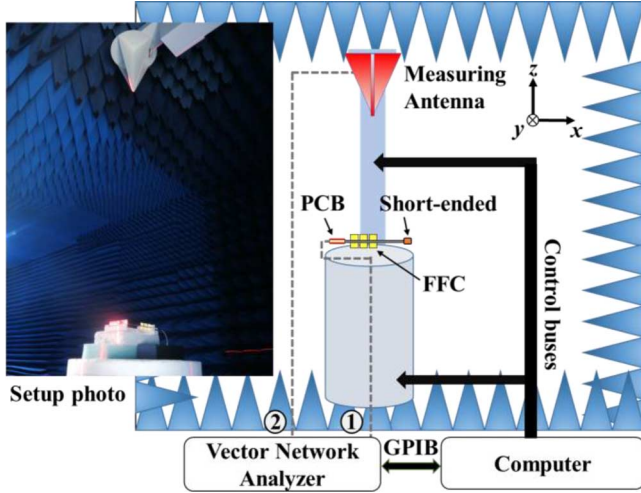 Measuring
Antenna
z
y
x
PCB
Short-ended
FFC
Control buses
Setup photo
2
1
Vector Network
Analyzer
GPIB
Computer